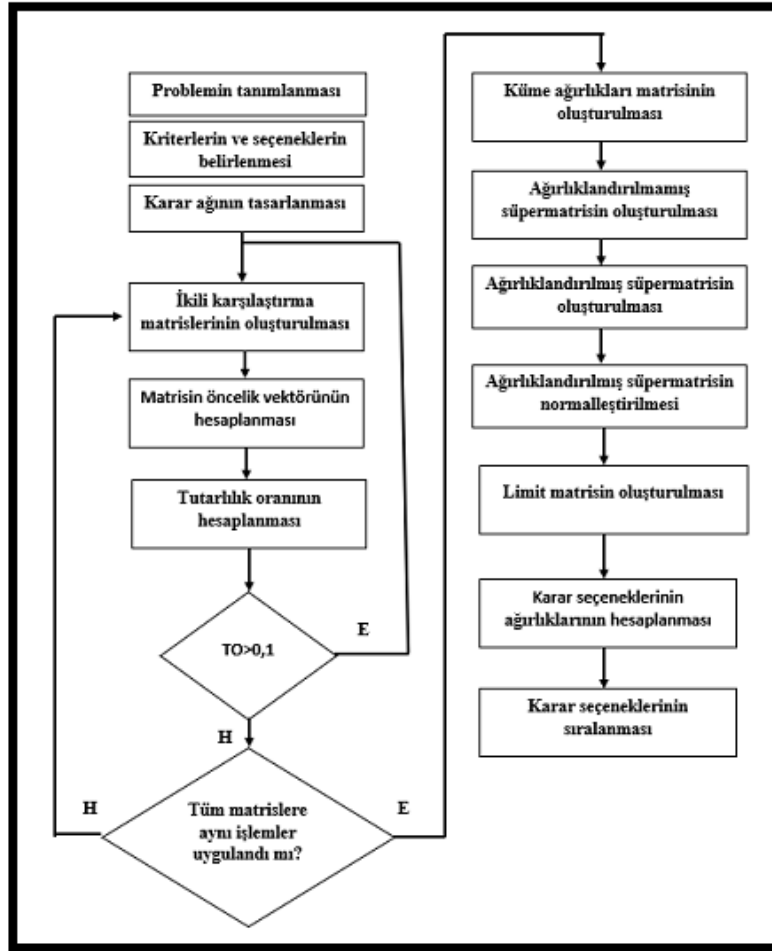 Problemin tanımlanması
Kriterlerin ve seçeneklerin
belirlenmesi
Karar ağının tasarlanması
İkili karşılaştırma
matrislerinin oluşturulması
Matrisin öncelik vektörünün
hesaplanması
Tutarlılık oranının
hesaplanması
TO>0,1
E
H
Tüm matrislere
aynı işlemler
uygulandı mı?
H
E
Küme ağırlıkları matrisinin
oluşturulması
Ağırlıklandırılmamış
süpermatrisin oluşturulması
Ağırlıklandırılmış süpermatrisin
oluşturulması
Ağırlıklandırılmış süpermatrisin
normalleştirilmesi
Limit matrisin oluşturulması
Karar seçeneklerinin
ağırlıklarının hesaplanması
Karar seçeneklerinin
sıralanması